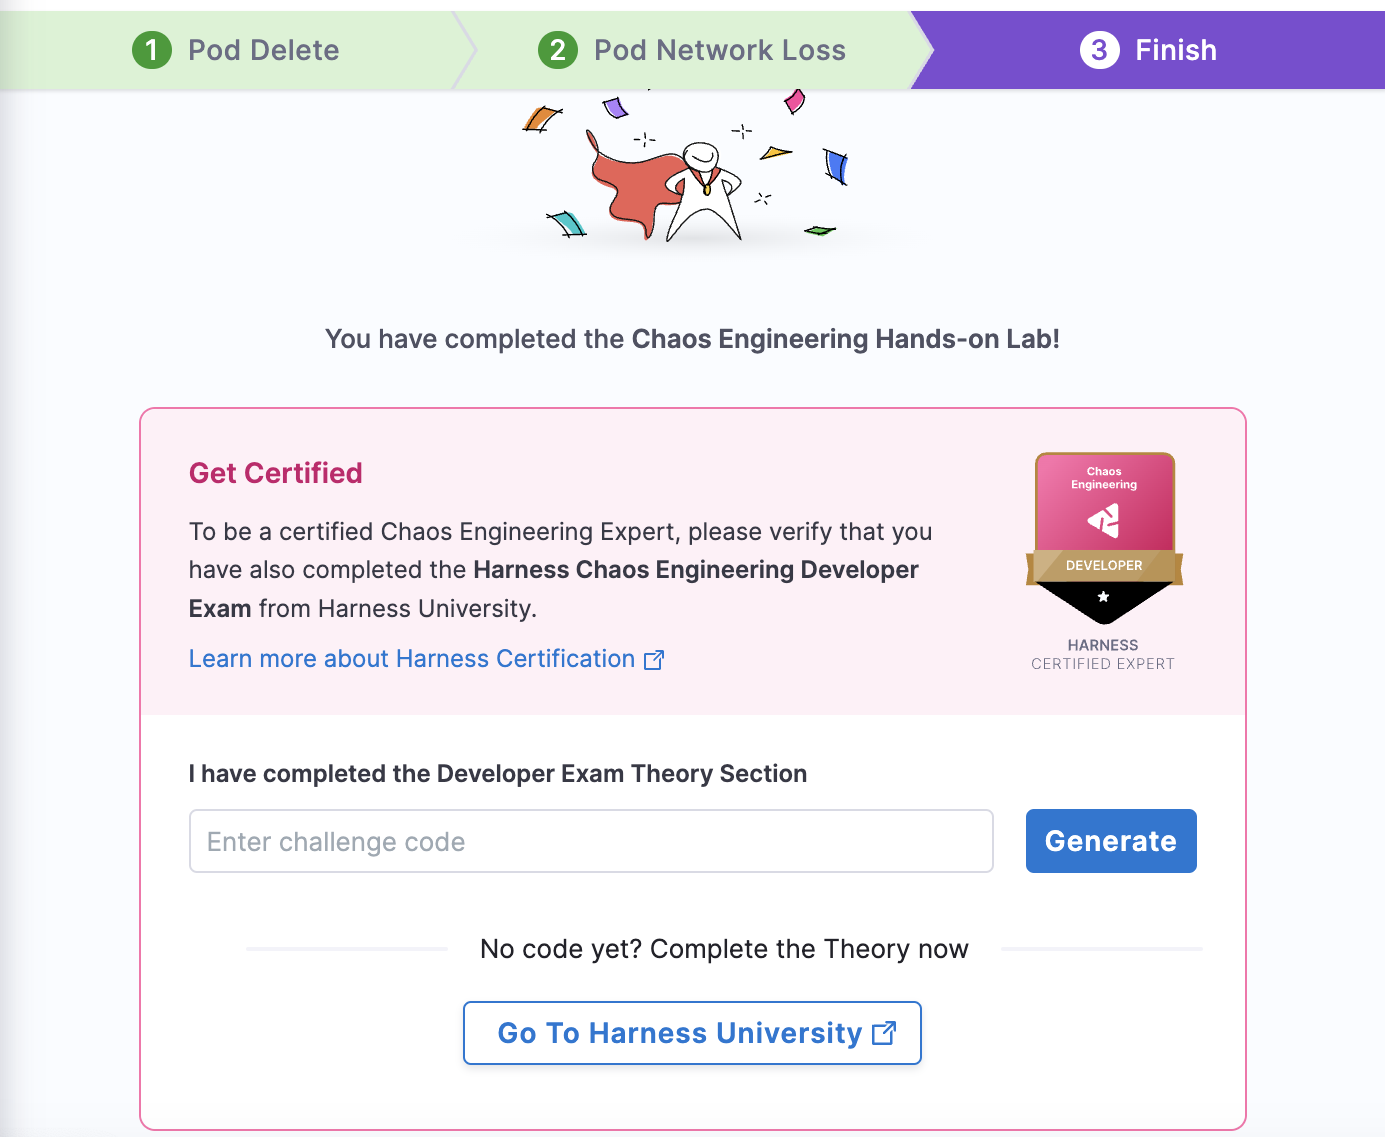 1 Pod Delete
2 Pod Network Loss
3 Finish
You have completed the Chaos Engineering Hands-on Lab!
Get Certified
To be a certified Chaos Engineering Expert, please verify that you
have also completed the Harness Chaos Engineering Developer
Exam from Harness University.
Learn more about Harness Certification
Chaos
Engineering
DEVELOPER
HARNESS
CERTIFIED EXPERT
I have completed the Developer Exam Theory Section
Enter challenge code
Generate
No code yet? Complete the Theory now
Go To Harness University